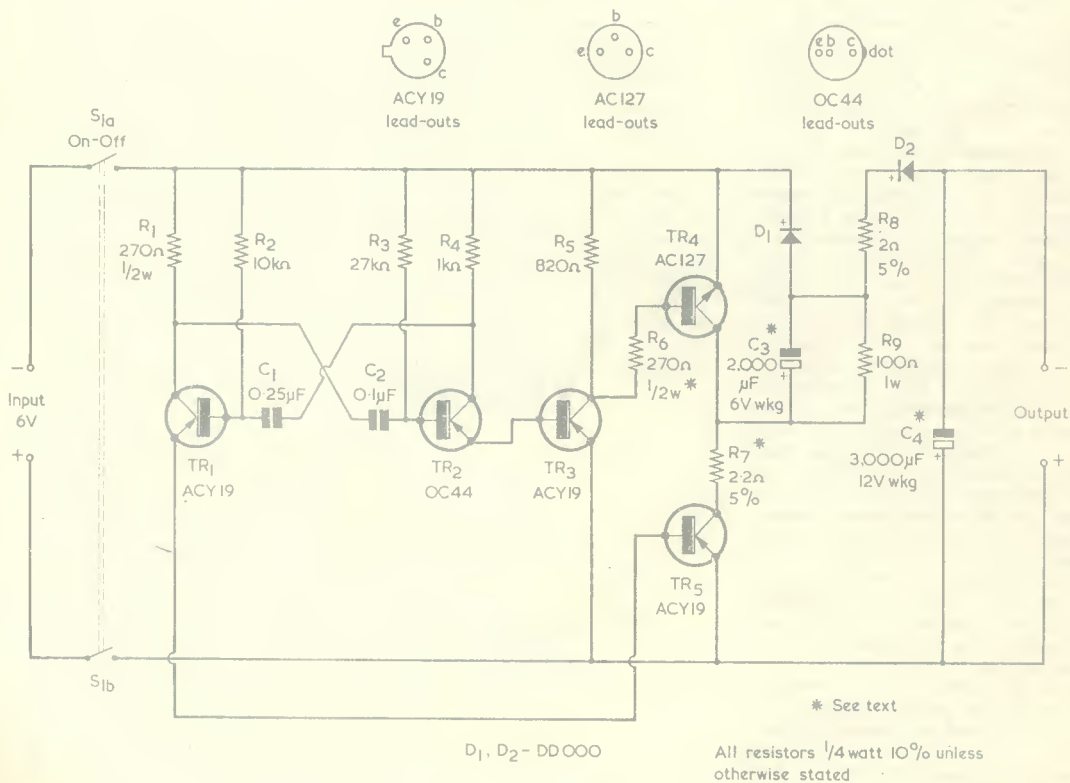 e b
c
ACY19
lead-outs
b
e c
AC127
lead-outs
e b c
dot
OC44
lead-outs
S1a
On-Off
D2
R1
270Ω
1/2w
R2
10kΩ
R3
27kΩ
R4
1kΩ
R5
820Ω
TR4
AC127
D1
+
+
R8
2Ω
5%
R6
270Ω
1/2w *
C3 *
2,000
µF
6V wkg
+
R9
100Ω
1w
C1
0·25µF
C2
0·1µF
−
Input
6V
+
TR1
ACY19
TR2
OC44
TR3
ACY19
R7 *
2·2Ω
5%
C4 *
3,000µF
12V wkg
+
−
Output
+
TR5
ACY19
S1b
* See text
D1, D2 - DD000
All resistors 1/4 watt 10% unless
otherwise stated